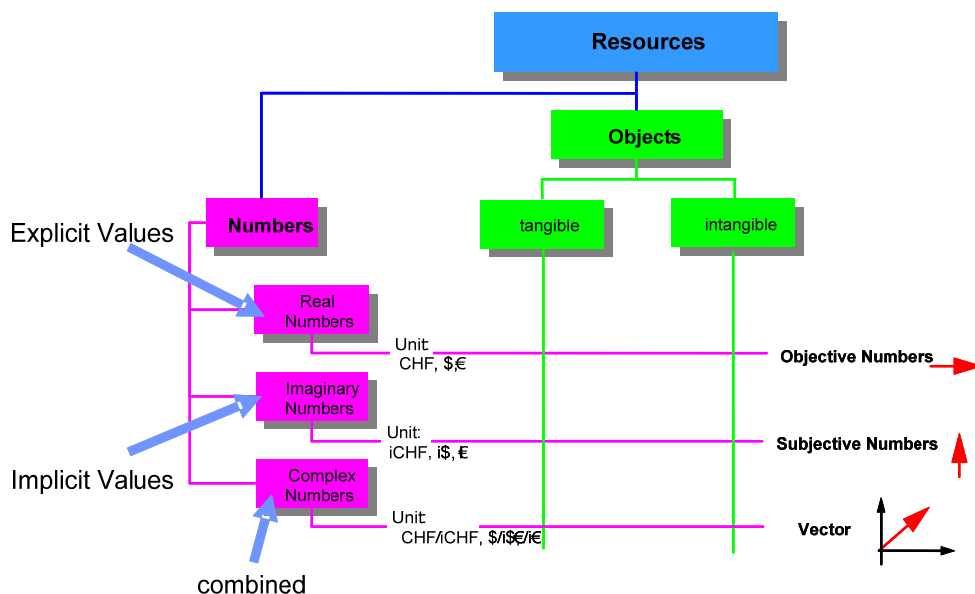 Resources
Objects
Numbers
tangible
intangible
Explicit Values
Real
Numbers
Unit:
CHF, $,€
Objective Numbers
Imaginary
Numbers
Unit:
iCHF, i$,
Subjective Numbers
Implicit Values
Complex
Numbers
Unit:
CHF/iCHF, $/i$
Vector
combined